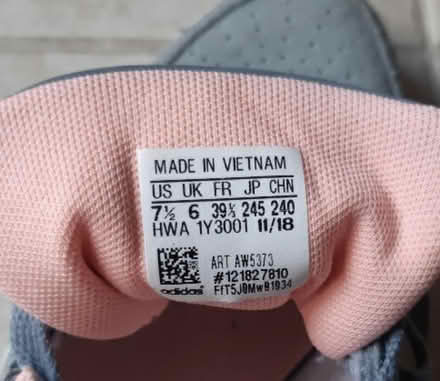 MADE IN VIETNAM
US UK FR JP CHN
7½ 6 39⅓ 245 240
HWA 1Y3001 11/18
ART AW5373
#121827810
adidas